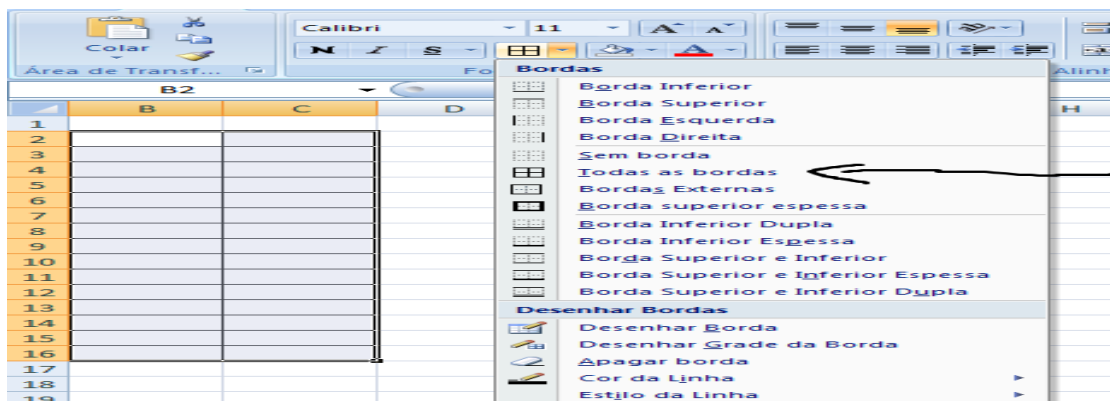 Calibri 11
Colar N I S
Área de Transf... Fo Alinh
B2
B C D H
Bordas
Borda Inferior
Borda Superior
Borda Esquerda
Borda Direita
Sem borda
Todas as bordas
Bordas Externas
Borda superior espessa
Borda Inferior Dupla
Borda Inferior Espessa
Borda Superior e Inferior
Borda Superior e Inferior Espessa
Borda Superior e Inferior Dupla
Desenhar Bordas
Desenhar Borda
Desenhar Grade da Borda
Apagar borda
Cor da Linha
Estilo da Linha
1
2
3
4
5
6
7
8
9
10
11
12
13
14
15
16
17
18
19